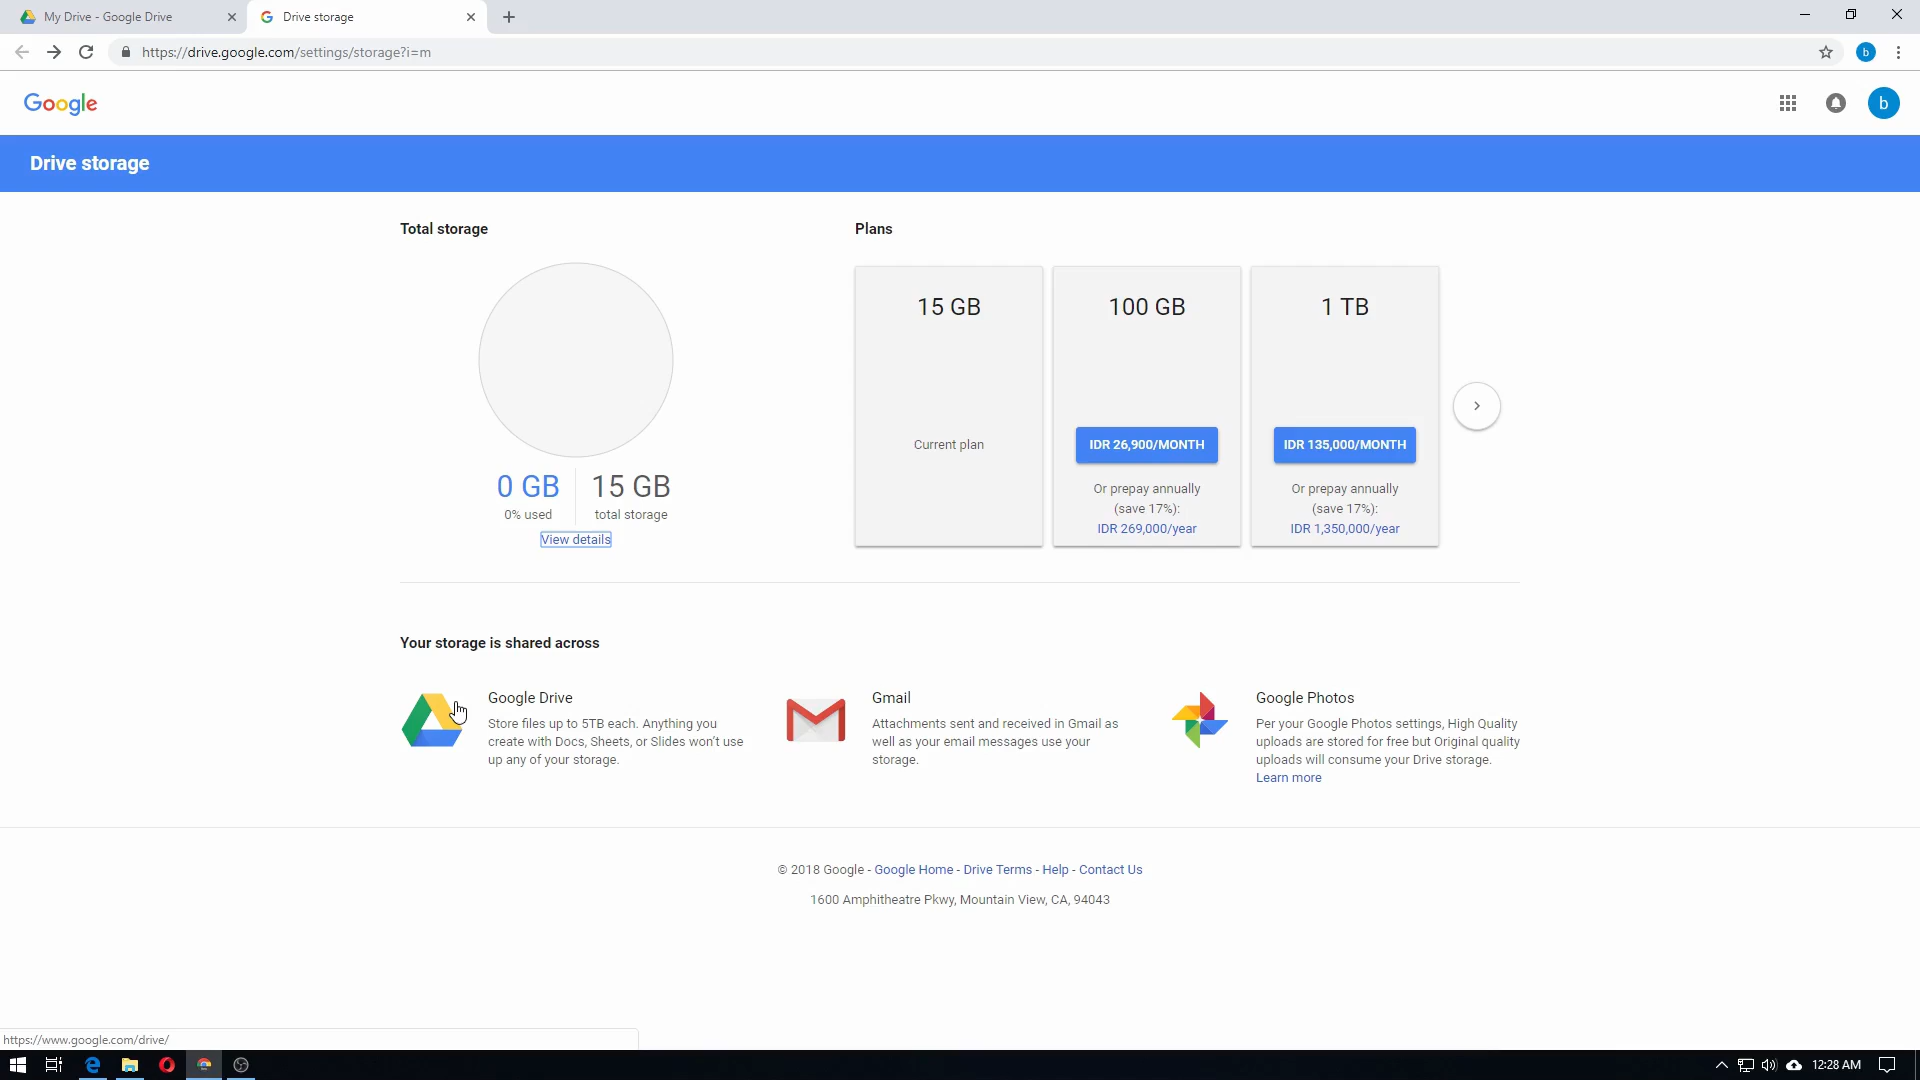 My Drive - Google Drive
Drive storage
https://drive.google.com/settings/storage?i=m
b
Google
b
Drive storage
Total storage
Plans
15 GB
100 GB
1 TB
Current plan
IDR 26,900/MONTH
IDR 135,000/MONTH
0 GB
15 GB
0% used
total storage
View details
Or prepay annually
(save 17%):
IDR 269,000/year
Or prepay annually
(save 17%):
IDR 1,350,000/year
Your storage is shared across
Google Drive
Store files up to 5TB each. Anything you
create with Docs, Sheets, or Slides won't use
up any of your storage.
Gmail
Attachments sent and received in Gmail as
well as your email messages use your
storage.
Google Photos
Per your Google Photos settings, High Quality
uploads are stored for free but Original quality
uploads will consume your Drive storage.
Learn more
© 2018 Google - Google Home - Drive Terms - Help - Contact Us
1600 Amphitheatre Pkwy, Mountain View, CA, 94043
https://www.google.com/drive/
12:28 AM